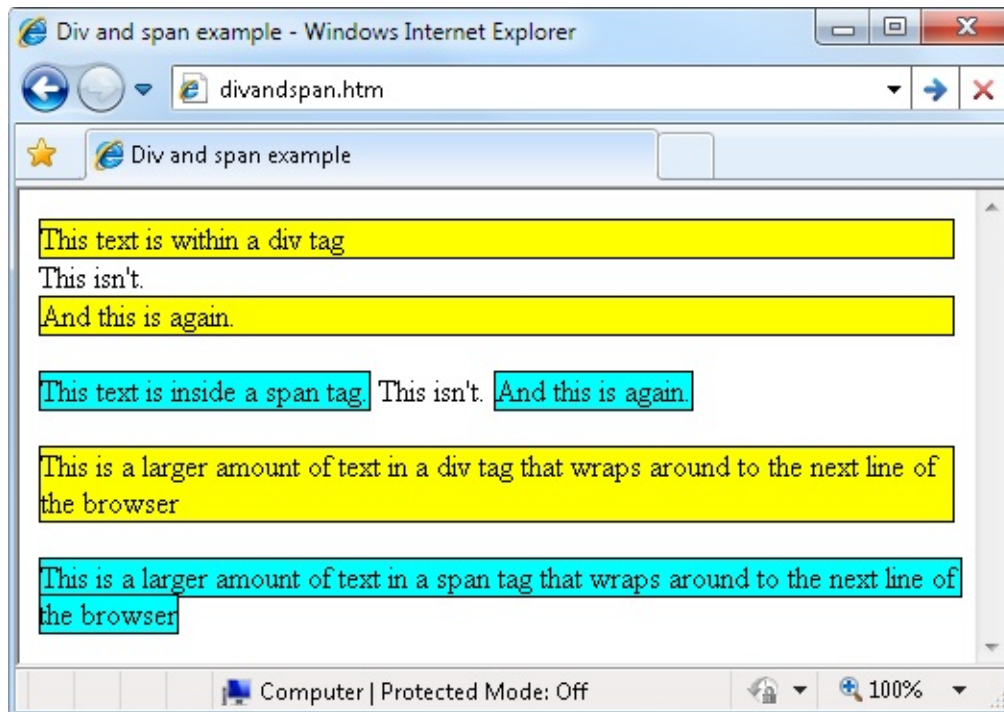 Div and span example - Windows Internet Explorer
divandspan.htm
Div and span example
This text is within a div tag
This isn't.
And this is again.
This text is inside a span tag. This isn't. And this is again.
This is a larger amount of text in a div tag that wraps around to the next line of
the browser
This is a larger amount of text in a span tag that wraps around to the next line of
the browser
Computer | Protected Mode: Off 100%